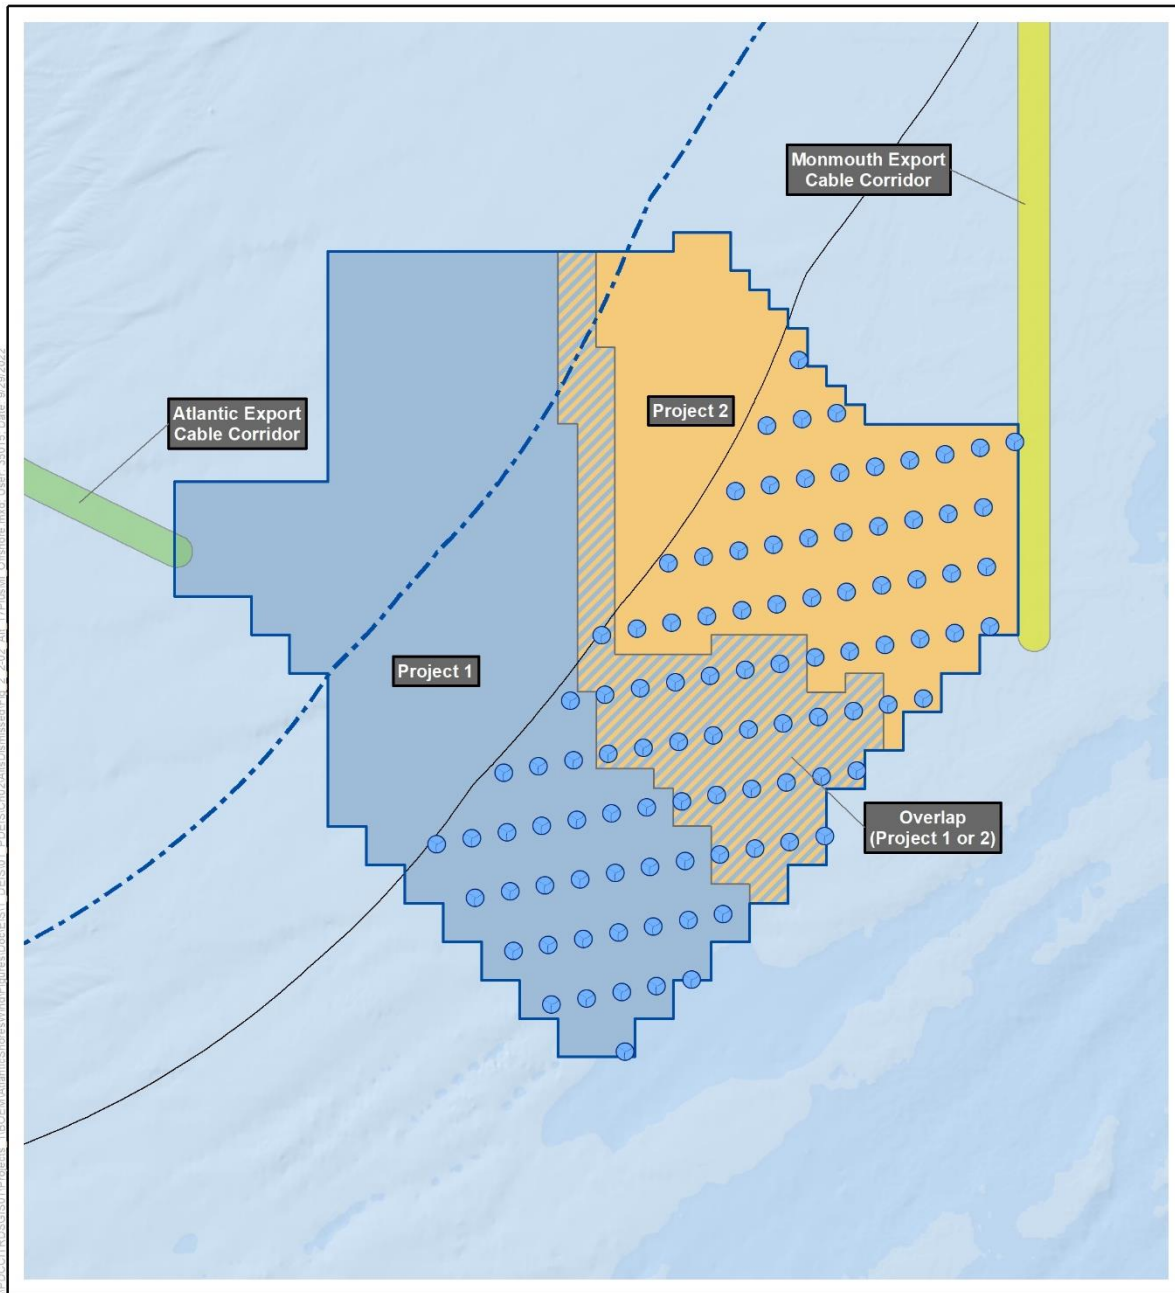 Monmouth Export
Cable Corridor
Atlantic Export
Cable Corridor
Project 2
Project 1
Overlap
(Project 1 or 2)